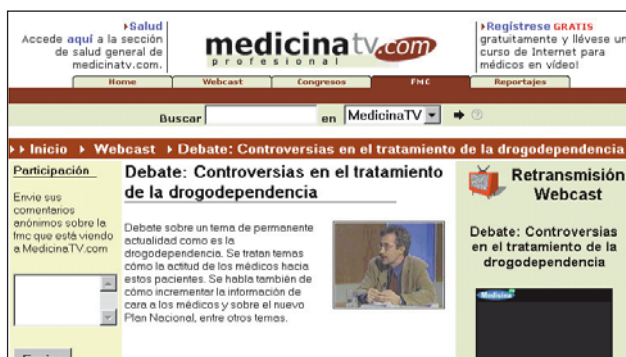 Salud
Accede aquí a la sección
de salud general de
medicinatv.com.
medicinatv.com
profesional
Regístrese GRATIS
gratuitamente y llévese un
curso de Internet para
médicos en vídeo!
Home
Webcast
Congresos
FMC
Reportajes
Buscar
en
MedicinaTV
Inicio Webcast Debate: Controversias en el tratamiento de la drogodependencia
Participación
Envie sus
comentarios
anónimos sobre la
fmc que está viendo
a MedicinaTV.com
Debate: Controversias en el tratamiento
de la drogodependencia
Debate sobre un tema de permanente
actualidad como es la
drogodependencia. Se tratan temas
cómo la actitud de los médicos hacia
estos pacientes. Se habla también de
cómo incrementar la información de
cara a los médicos y sobre el nuevo
Plan Nacional, entre otros temas.
Retransmisión
Webcast
Debate: Controversias
en el tratamiento de la
drogodependencia
Medicina